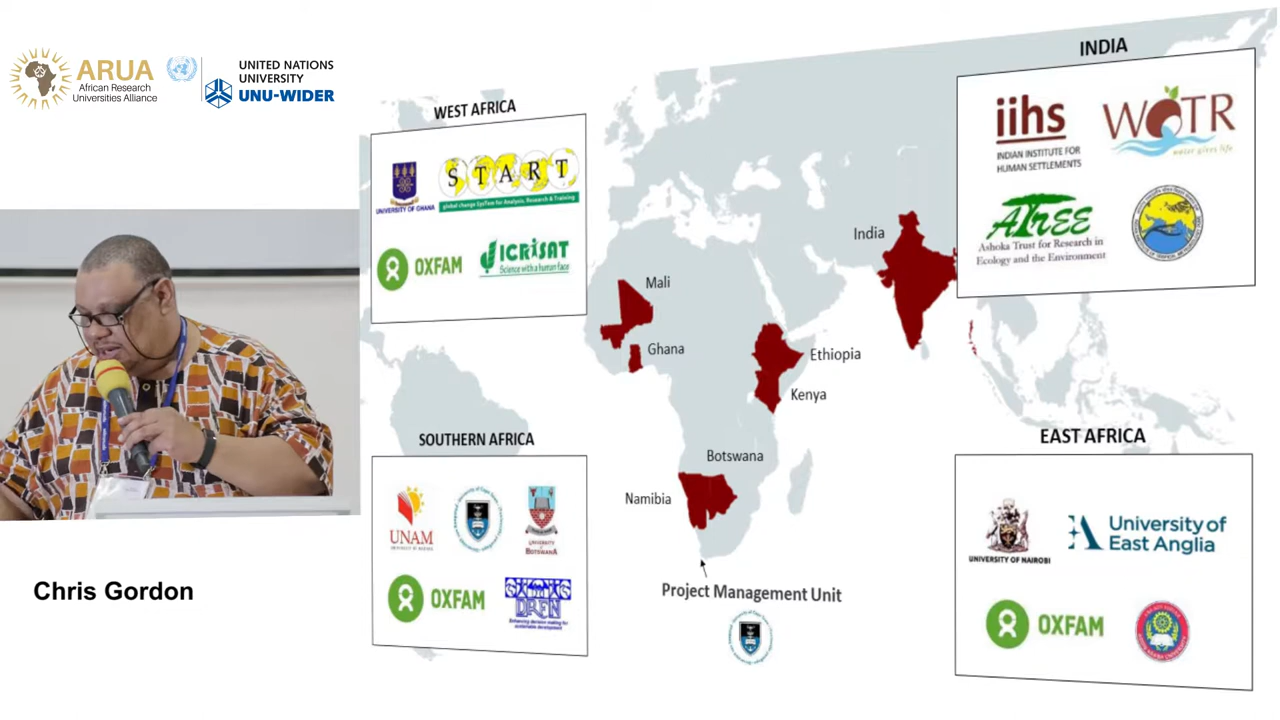 ARUA
African Research
Universities Alliance
UNITED NATIONS
UNIVERSITY
UNU-WIDER
WEST AFRICA
UNIVERSITY OF GHANA
START
global change SysTem for Analysis, Research & Training
OXFAM
ICRISAT
Science with a human face
INDIA
iihs
INDIAN INSTITUTE FOR
HUMAN SETTLEMENTS
WOTR
water gives life
ATREE
Ashoka Trust for Research in
Ecology and the Environment
India
Mali
Ghana
Ethiopia
Kenya
Botswana
Namibia
SOUTHERN AFRICA
UNAM
UNIVERSITY OF NAMIBIA
University of Cape Town
UNIVERSITY
of
BOTSWANA
OXFAM
DRFN
Enhancing decision making for
sustainable development
Project Management Unit
EAST AFRICA
UNIVERSITY OF NAIROBI
University of
East Anglia
OXFAM
Chris Gordon